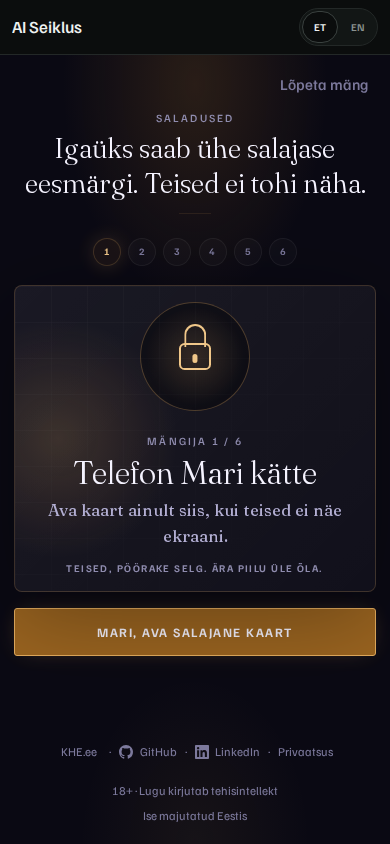 AI Seiklus
ET EN
Lõpeta mäng
SALADUSED
Igaüks saab ühe salajase
eesmärgi. Teised ei tohi näha.
1 2 3 4 5 6
MÄNGIJA 1 / 6
Telefon Mari kätte
Ava kaart ainult siis, kui teised ei näe
ekraani.
TEISED, PÖÖRAKE SELG. ÄRA PIILU ÜLE ÕLA.
MARI, AVA SALAJANE KAART
KHE.ee · GitHub · LinkedIn · Privaatsus
18+ · Lugu kirjutab tehisintellekt
Ise majutatud Eestis